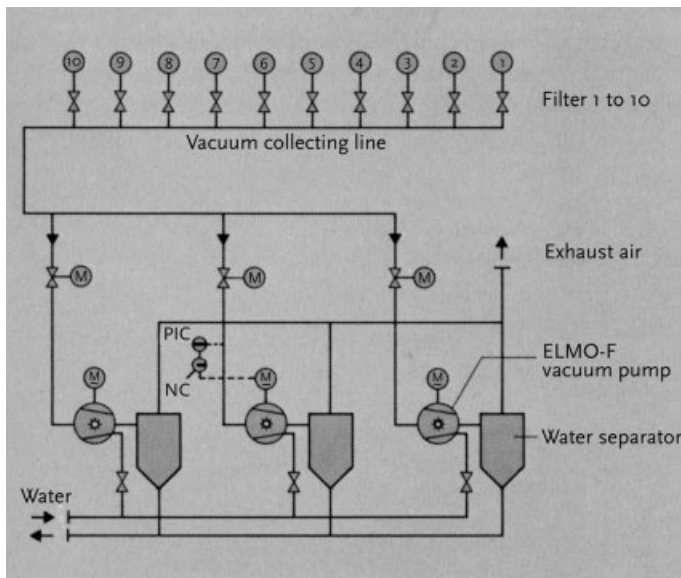 10 9 8 7 6 5 4 3 2 1
Filter 1 to 10
Vacuum collecting line
Exhaust air
M M M
PIC
NC
M M M
ELMO-F
vacuum pump
Water separator
Water